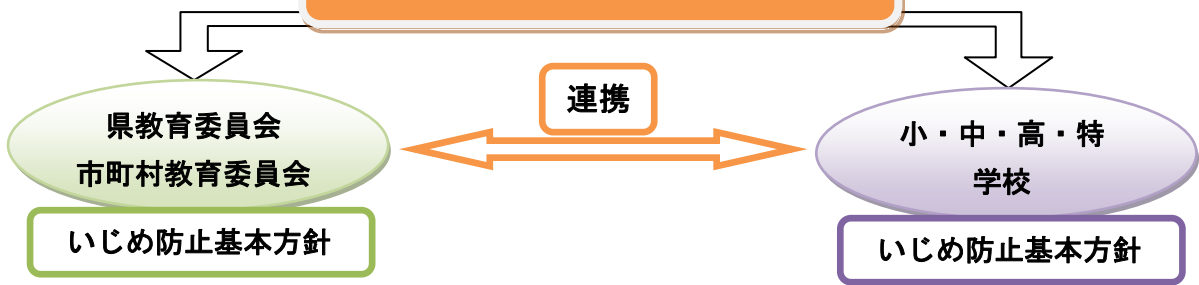 連携
県教育委員会
市町村教育委員会
いじめ防止基本方針
小・中・高・特
学校
いじめ防止基本方針